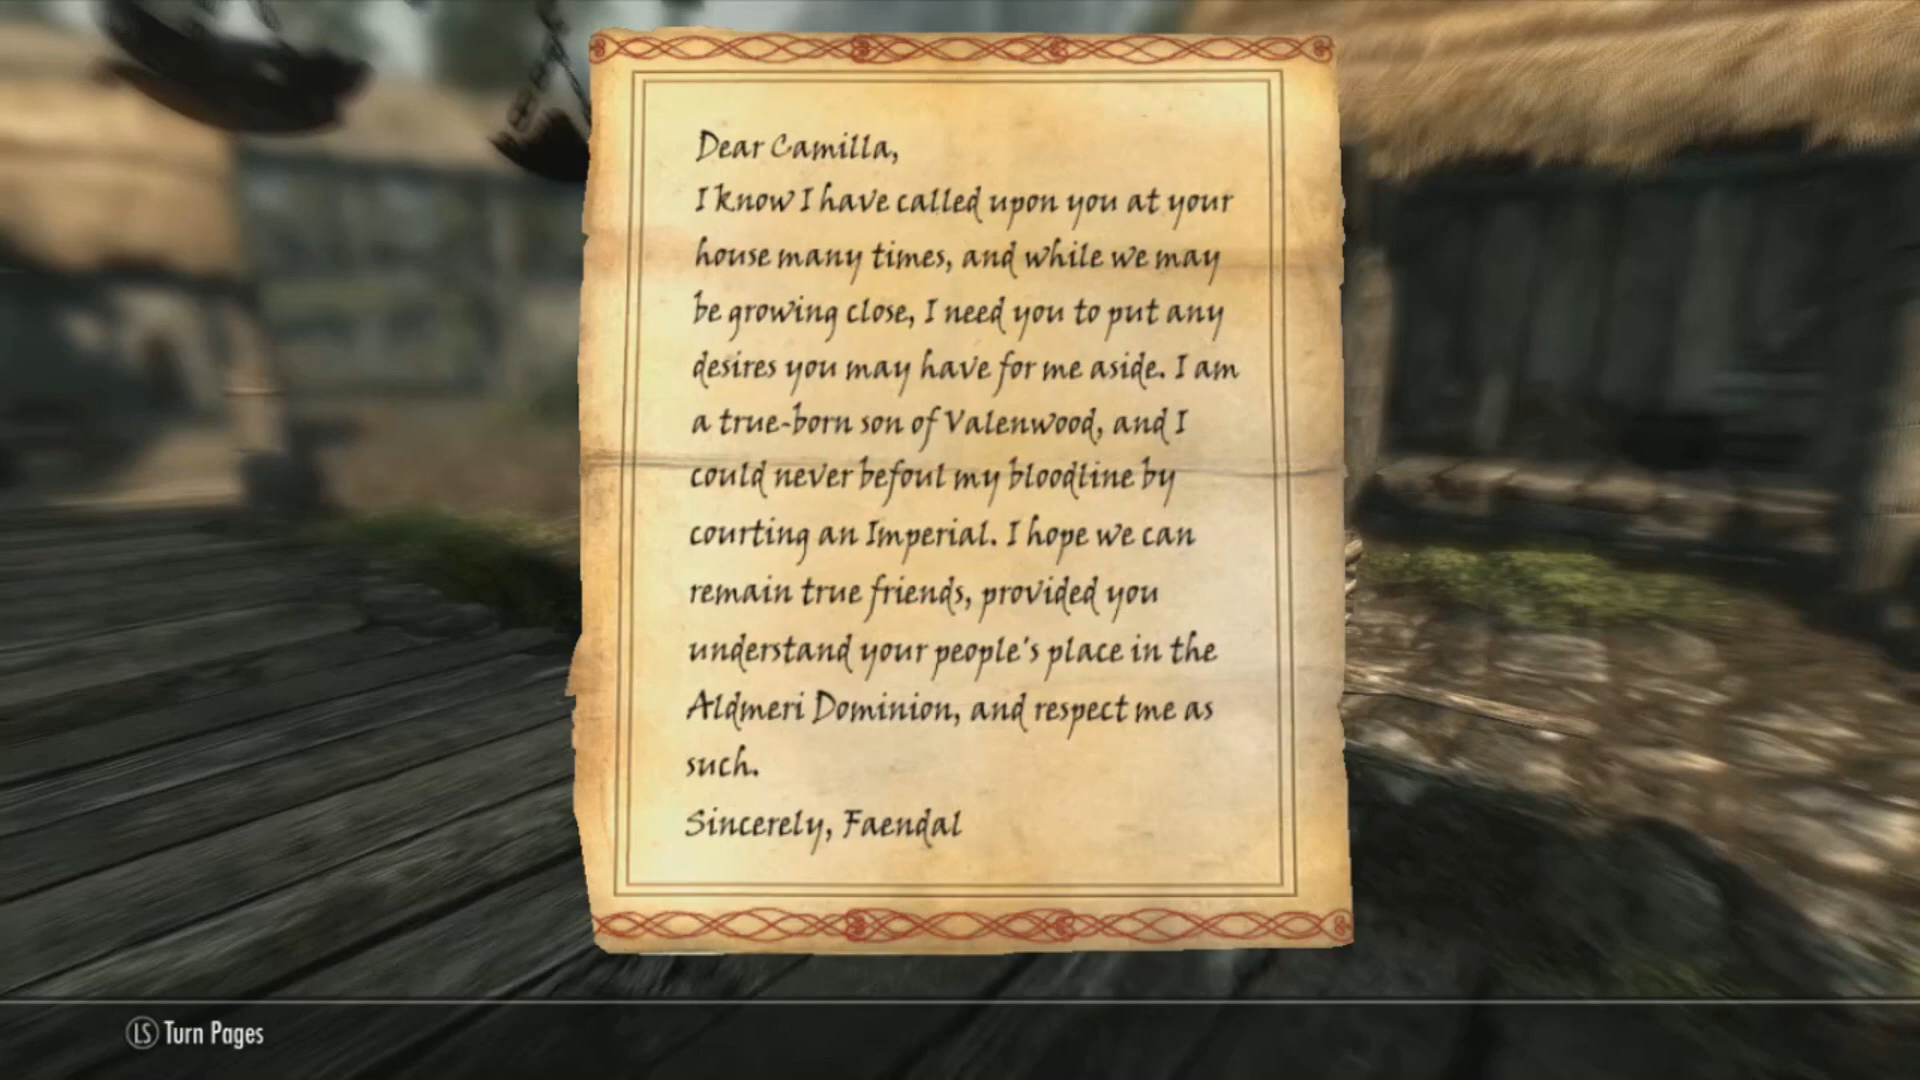 Dear Camilla,
I know I have called upon you at your
house many times, and while we may
be growing close, I need you to put any
desires you may have for me aside. I am
a true-born son of Valenwood, and I
could never befoul my bloodline by
courting an Imperial. I hope we can
remain true friends, provided you
understand your people's place in the
Aldmeri Dominion, and respect me as
such.
Sincerely, Faendal
LS Turn Pages